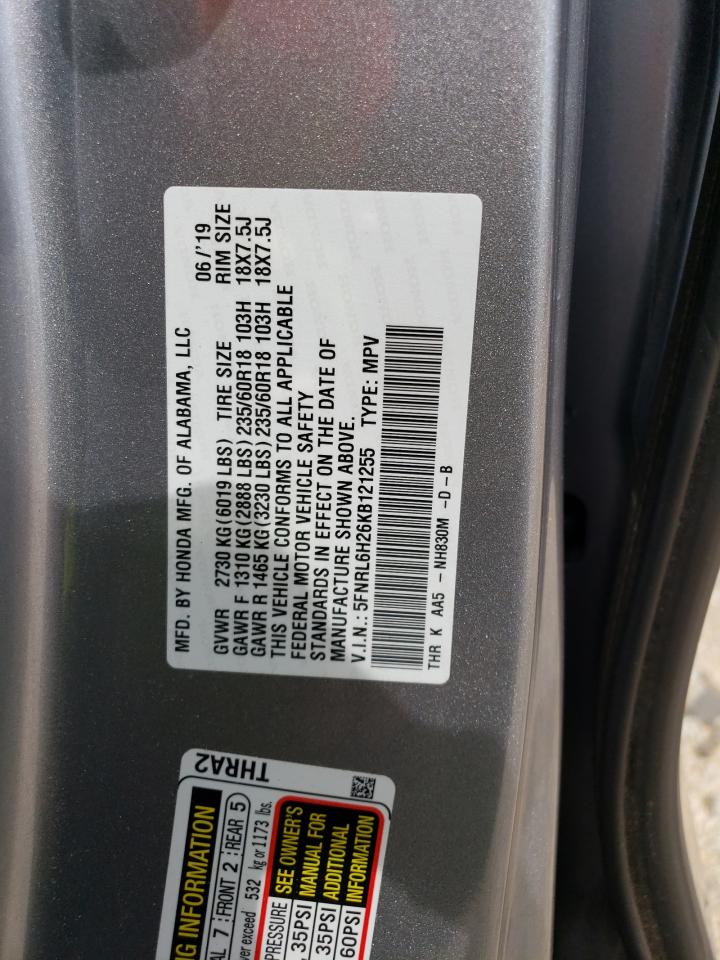 MFD. BY HONDA MFG. OF ALABAMA, LLC 06/'19
GVWR 2730 KG (6019 LBS) TIRE SIZE RIM SIZE
GAWR F 1310 KG (2888 LBS) 235/60R18 103H 18X7.5J
GAWR R 1465 KG (3230 LBS) 235/60R18 103H 18X7.5J
THIS VEHICLE CONFORMS TO ALL APPLICABLE
FEDERAL MOTOR VEHICLE SAFETY
STANDARDS IN EFFECT ON THE DATE OF
MANUFACTURE SHOWN ABOVE.
V.I.N.: 5FNRL6H26KB121255 TYPE: MPV
THR K AA5 - NH830M -D-B
THRA2
INFORMATION
7 FRONT 2 REAR 5
exceed 532 kg or 1173 lbs.
PRESSURE SEE OWNER'S
35PSI MANUAL FOR
35PSI ADDITIONAL
60PSI INFORMATION